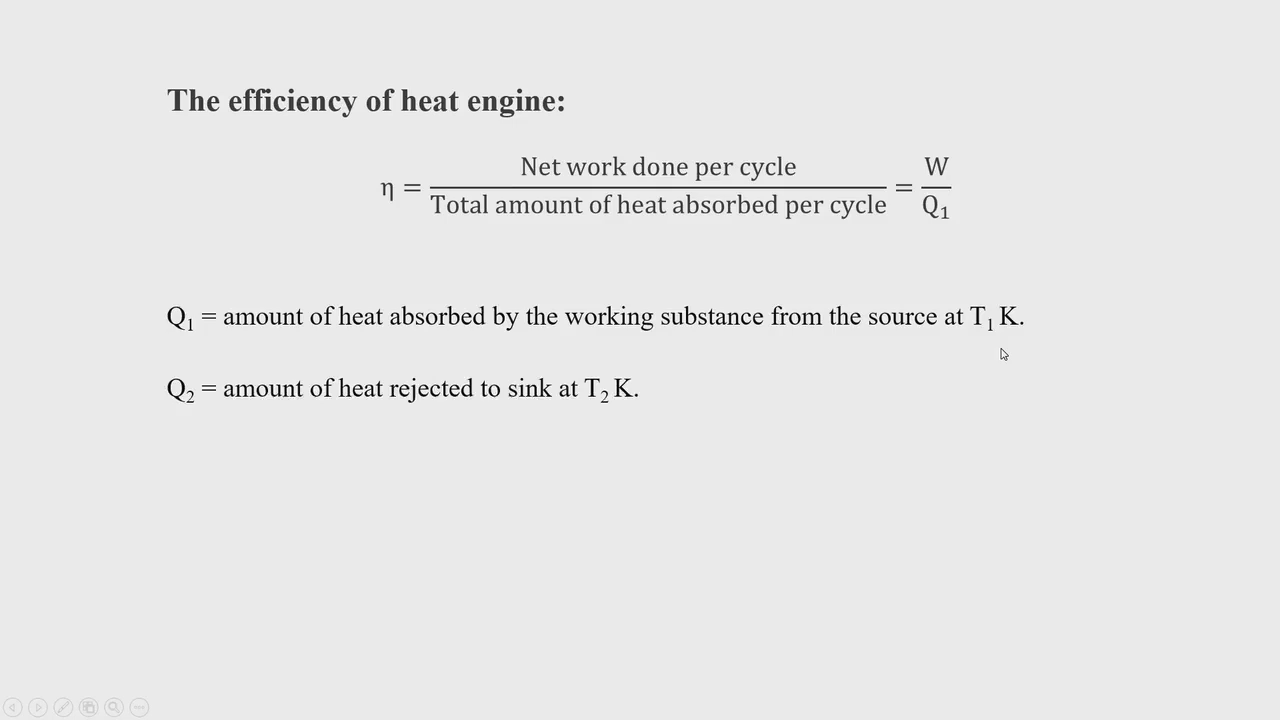 The efficiency of heat engine:
η = Net work done per cycle / Total amount of heat absorbed per cycle = W / Q₁
Q₁ = amount of heat absorbed by the working substance from the source at T₁ K.
Q₂ = amount of heat rejected to sink at T₂ K.